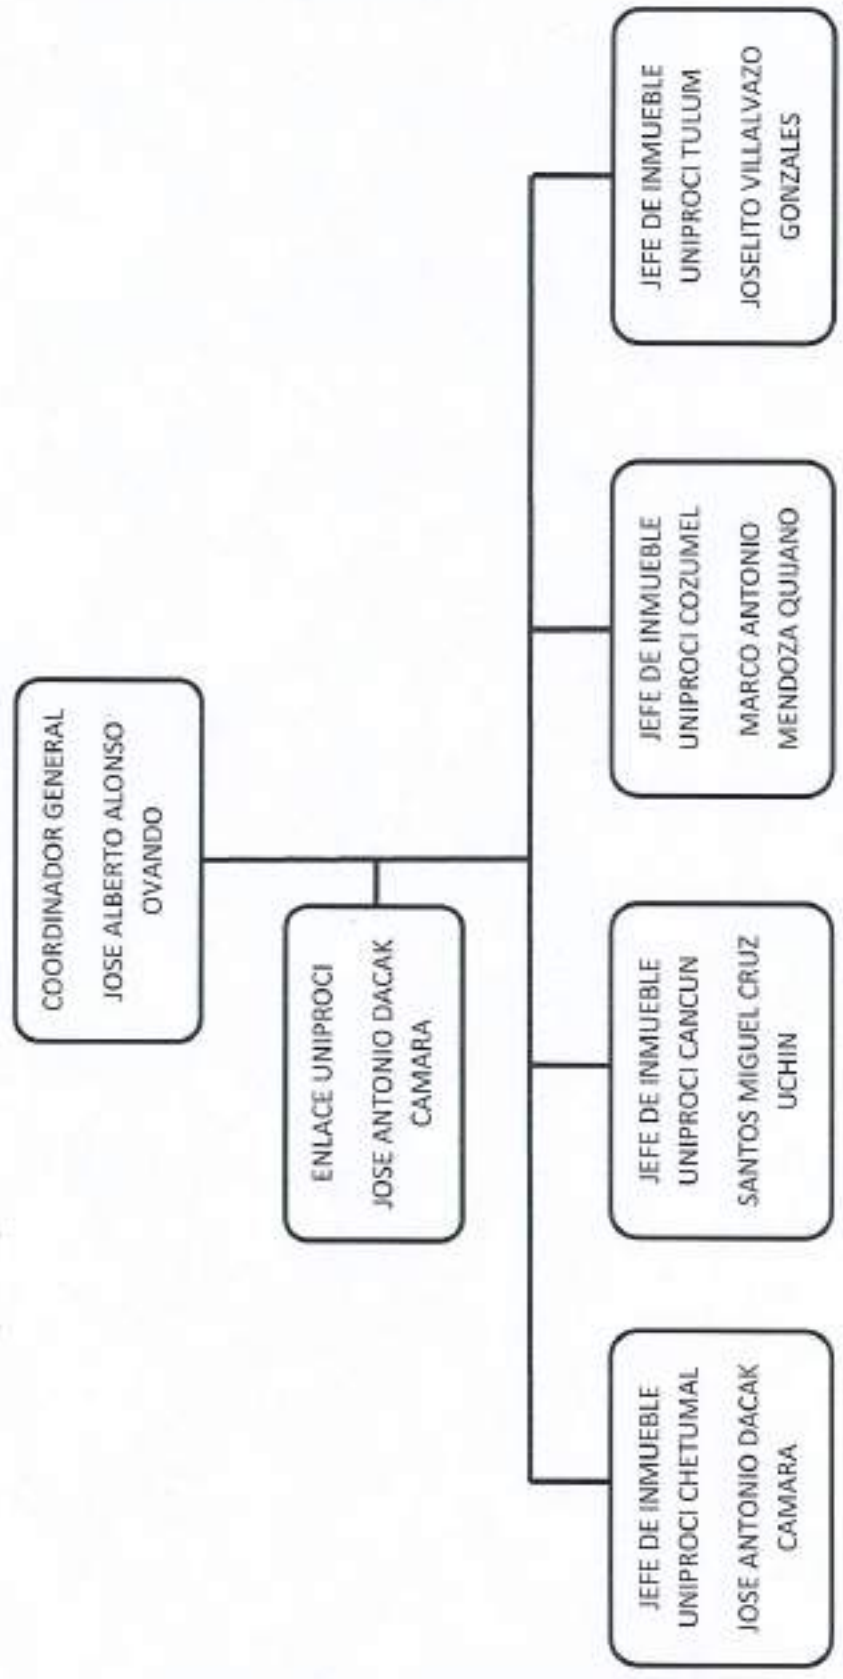 COORDINADOR GENERAL
JOSE ALBERTO ALONSO
OVANDO
ENLACE UNIPROCI
JOSE ANTONIO DACAK
CAMARA
JEFE DE INMUEBLE
UNIPROCI CHETUMAL
JOSE ANTONIO DACAK
CAMARA
JEFE DE INMUEBLE
UNIPROCI CANCUN
SANTOS MIGUEL CRUZ
UCHIN
JEFE DE INMUEBLE
UNIPROCI COZUMEL
MARCO ANTONIO
MENDOZA QUIJANO
JEFE DE INMUEBLE
UNIPROCI TULUM
JOSELITO VILLALVAZO
GONZALES